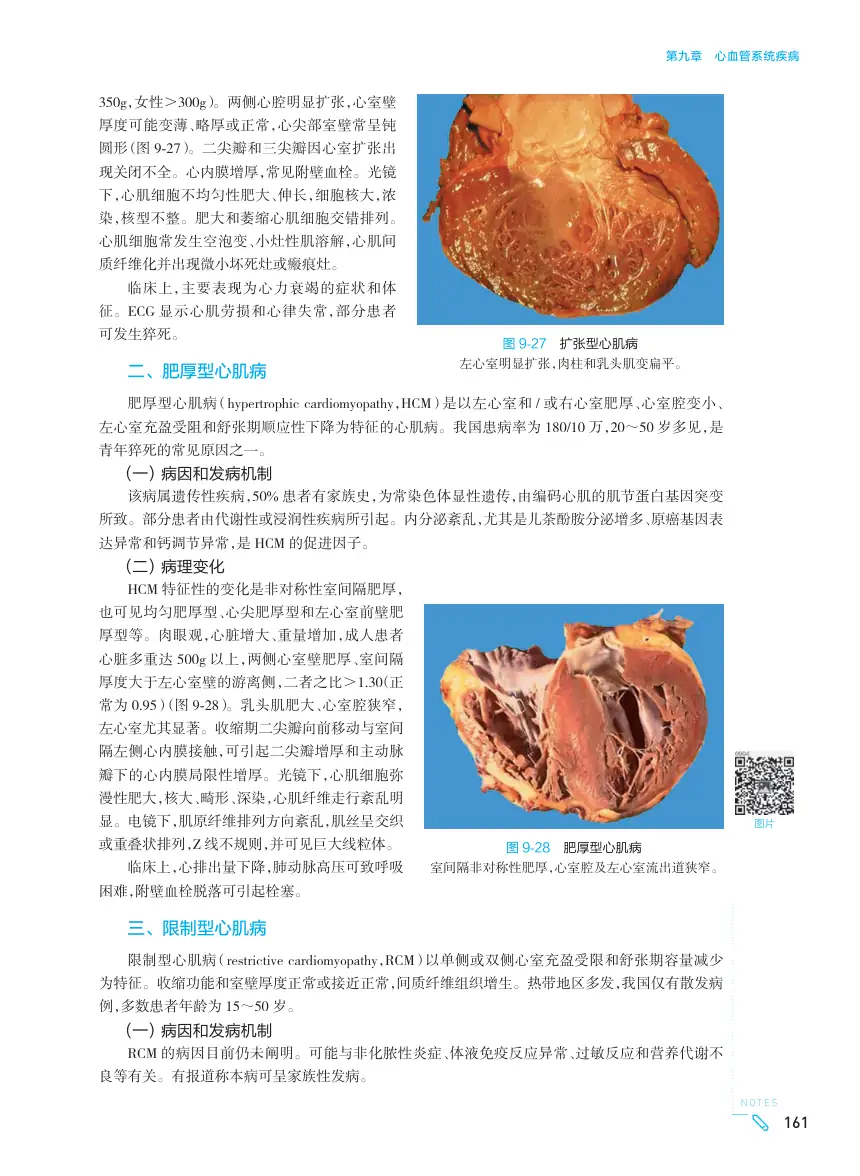 第九章 心血管系统疾病
350g,女性＞300g）。两侧心腔明显扩张,心室壁
厚度可能变薄、略厚或正常,心尖部室壁常呈钝
圆形（图 9-27）。二尖瓣和三尖瓣因心室扩张出
现关闭不全。心内膜增厚,常见附壁血栓。光镜
下,心肌细胞不均匀性肥大、伸长,细胞核大,浓
染,核型不整。肥大和萎缩心肌细胞交错排列。
心肌细胞常发生空泡变、小灶性肌溶解,心肌间
质纤维化并出现微小坏死灶或瘢痕灶。
临床上,主要表现为心力衰竭的症状和体
征。ECG 显示心肌劳损和心律失常,部分患者
可发生猝死。
图 9-27 扩张型心肌病
左心室明显扩张,肉柱和乳头肌变扁平。
二、肥厚型心肌病
肥厚型心肌病（hypertrophic cardiomyopathy,HCM）是以左心室和 / 或右心室肥厚、心室腔变小、
左心室充盈受阻和舒张期顺应性下降为特征的心肌病。我国患病率为 180/10 万,20～50 岁多见,是
青年猝死的常见原因之一。
（一）病因和发病机制
该病属遗传性疾病,50% 患者有家族史,为常染色体显性遗传,由编码心肌的肌节蛋白基因突变
所致。部分患者由代谢性或浸润性疾病所引起。内分泌紊乱,尤其是儿茶酚胺分泌增多、原癌基因表
达异常和钙调节异常,是 HCM 的促进因子。
（二）病理变化
HCM 特征性的变化是非对称性室间隔肥厚,
也可见均匀肥厚型、心尖肥厚型和左心室前壁肥
厚型等。肉眼观,心脏增大、重量增加,成人患者
心脏多重达 500g 以上,两侧心室壁肥厚、室间隔
厚度大于左心室壁的游离侧,二者之比＞1.30(正
常为 0.95）（图 9-28）。乳头肌肥大、心室腔狭窄,
左心室尤其显著。收缩期二尖瓣向前移动与室间
隔左侧心内膜接触,可引起二尖瓣增厚和主动脉
瓣下的心内膜局限性增厚。光镜下,心肌细胞弥
漫性肥大,核大、畸形、深染,心肌纤维走行紊乱明
显。电镜下,肌原纤维排列方向紊乱,肌丝呈交织
或重叠状排列,Z 线不规则,并可见巨大线粒体。
临床上,心排出量下降,肺动脉高压可致呼吸
困难,附壁血栓脱落可引起栓塞。
图片
图 9-28 肥厚型心肌病
室间隔非对称性肥厚,心室腔及左心室流出道狭窄。
三、限制型心肌病
限制型心肌病（restrictive cardiomyopathy,RCM）以单侧或双侧心室充盈受限和舒张期容量减少
为特征。收缩功能和室壁厚度正常或接近正常,间质纤维组织增生。热带地区多发,我国仅有散发病
例,多数患者年龄为 15～50 岁。
（一）病因和发病机制
RCM 的病因目前仍未阐明。可能与非化脓性炎症、体液免疫反应异常、过敏反应和营养代谢不
良等有关。有报道称本病可呈家族性发病。
NOTES
161